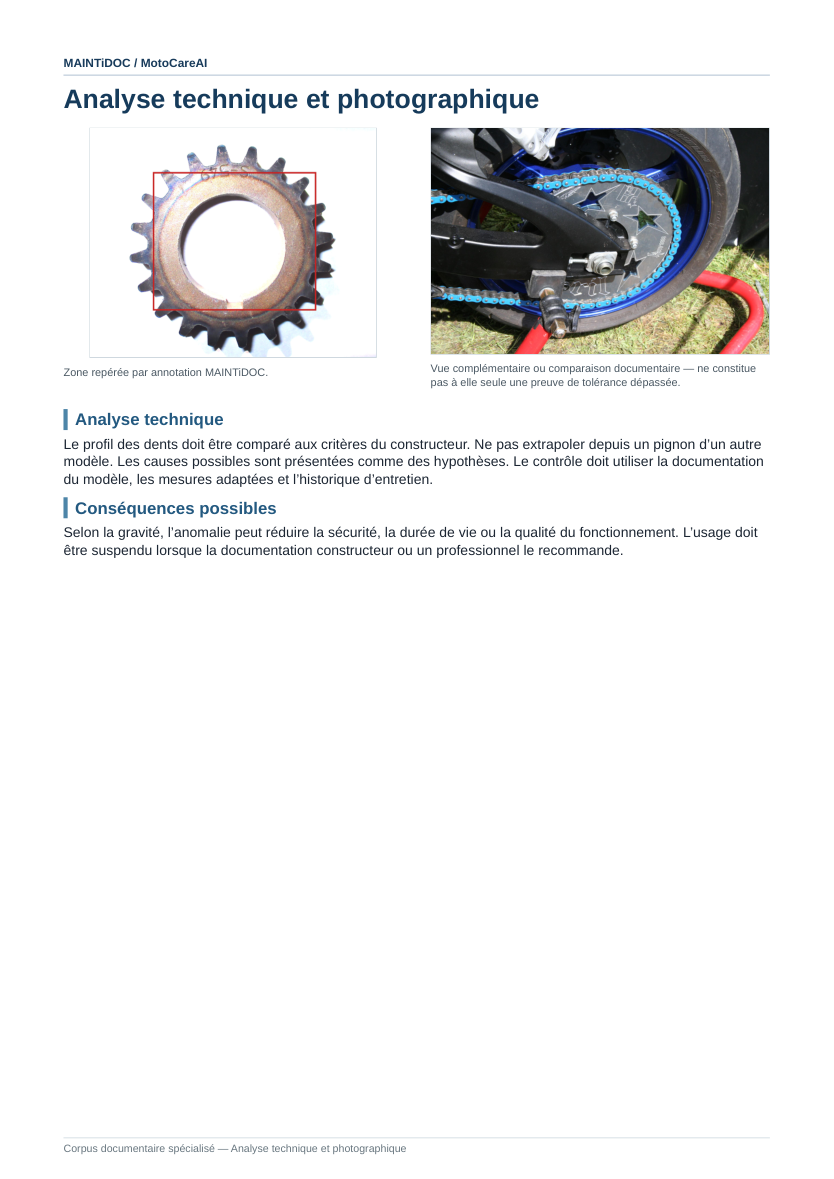 MAINTiDOC / MotoCareAI
Analyse technique et photographique
Zone repérée par annotation MAINTiDOC.
Vue complémentaire ou comparaison documentaire — ne constitue
pas à elle seule une preuve de tolérance dépassée.
Analyse technique
Le profil des dents doit être comparé aux critères du constructeur. Ne pas extrapoler depuis un pignon d’un autre
modèle. Les causes possibles sont présentées comme des hypothèses. Le contrôle doit utiliser la documentation
du modèle, les mesures adaptées et l’historique d’entretien.
Conséquences possibles
Selon la gravité, l’anomalie peut réduire la sécurité, la durée de vie ou la qualité du fonctionnement. L’usage doit
être suspendu lorsque la documentation constructeur ou un professionnel le recommande.
Corpus documentaire spécialisé — Analyse technique et photographique